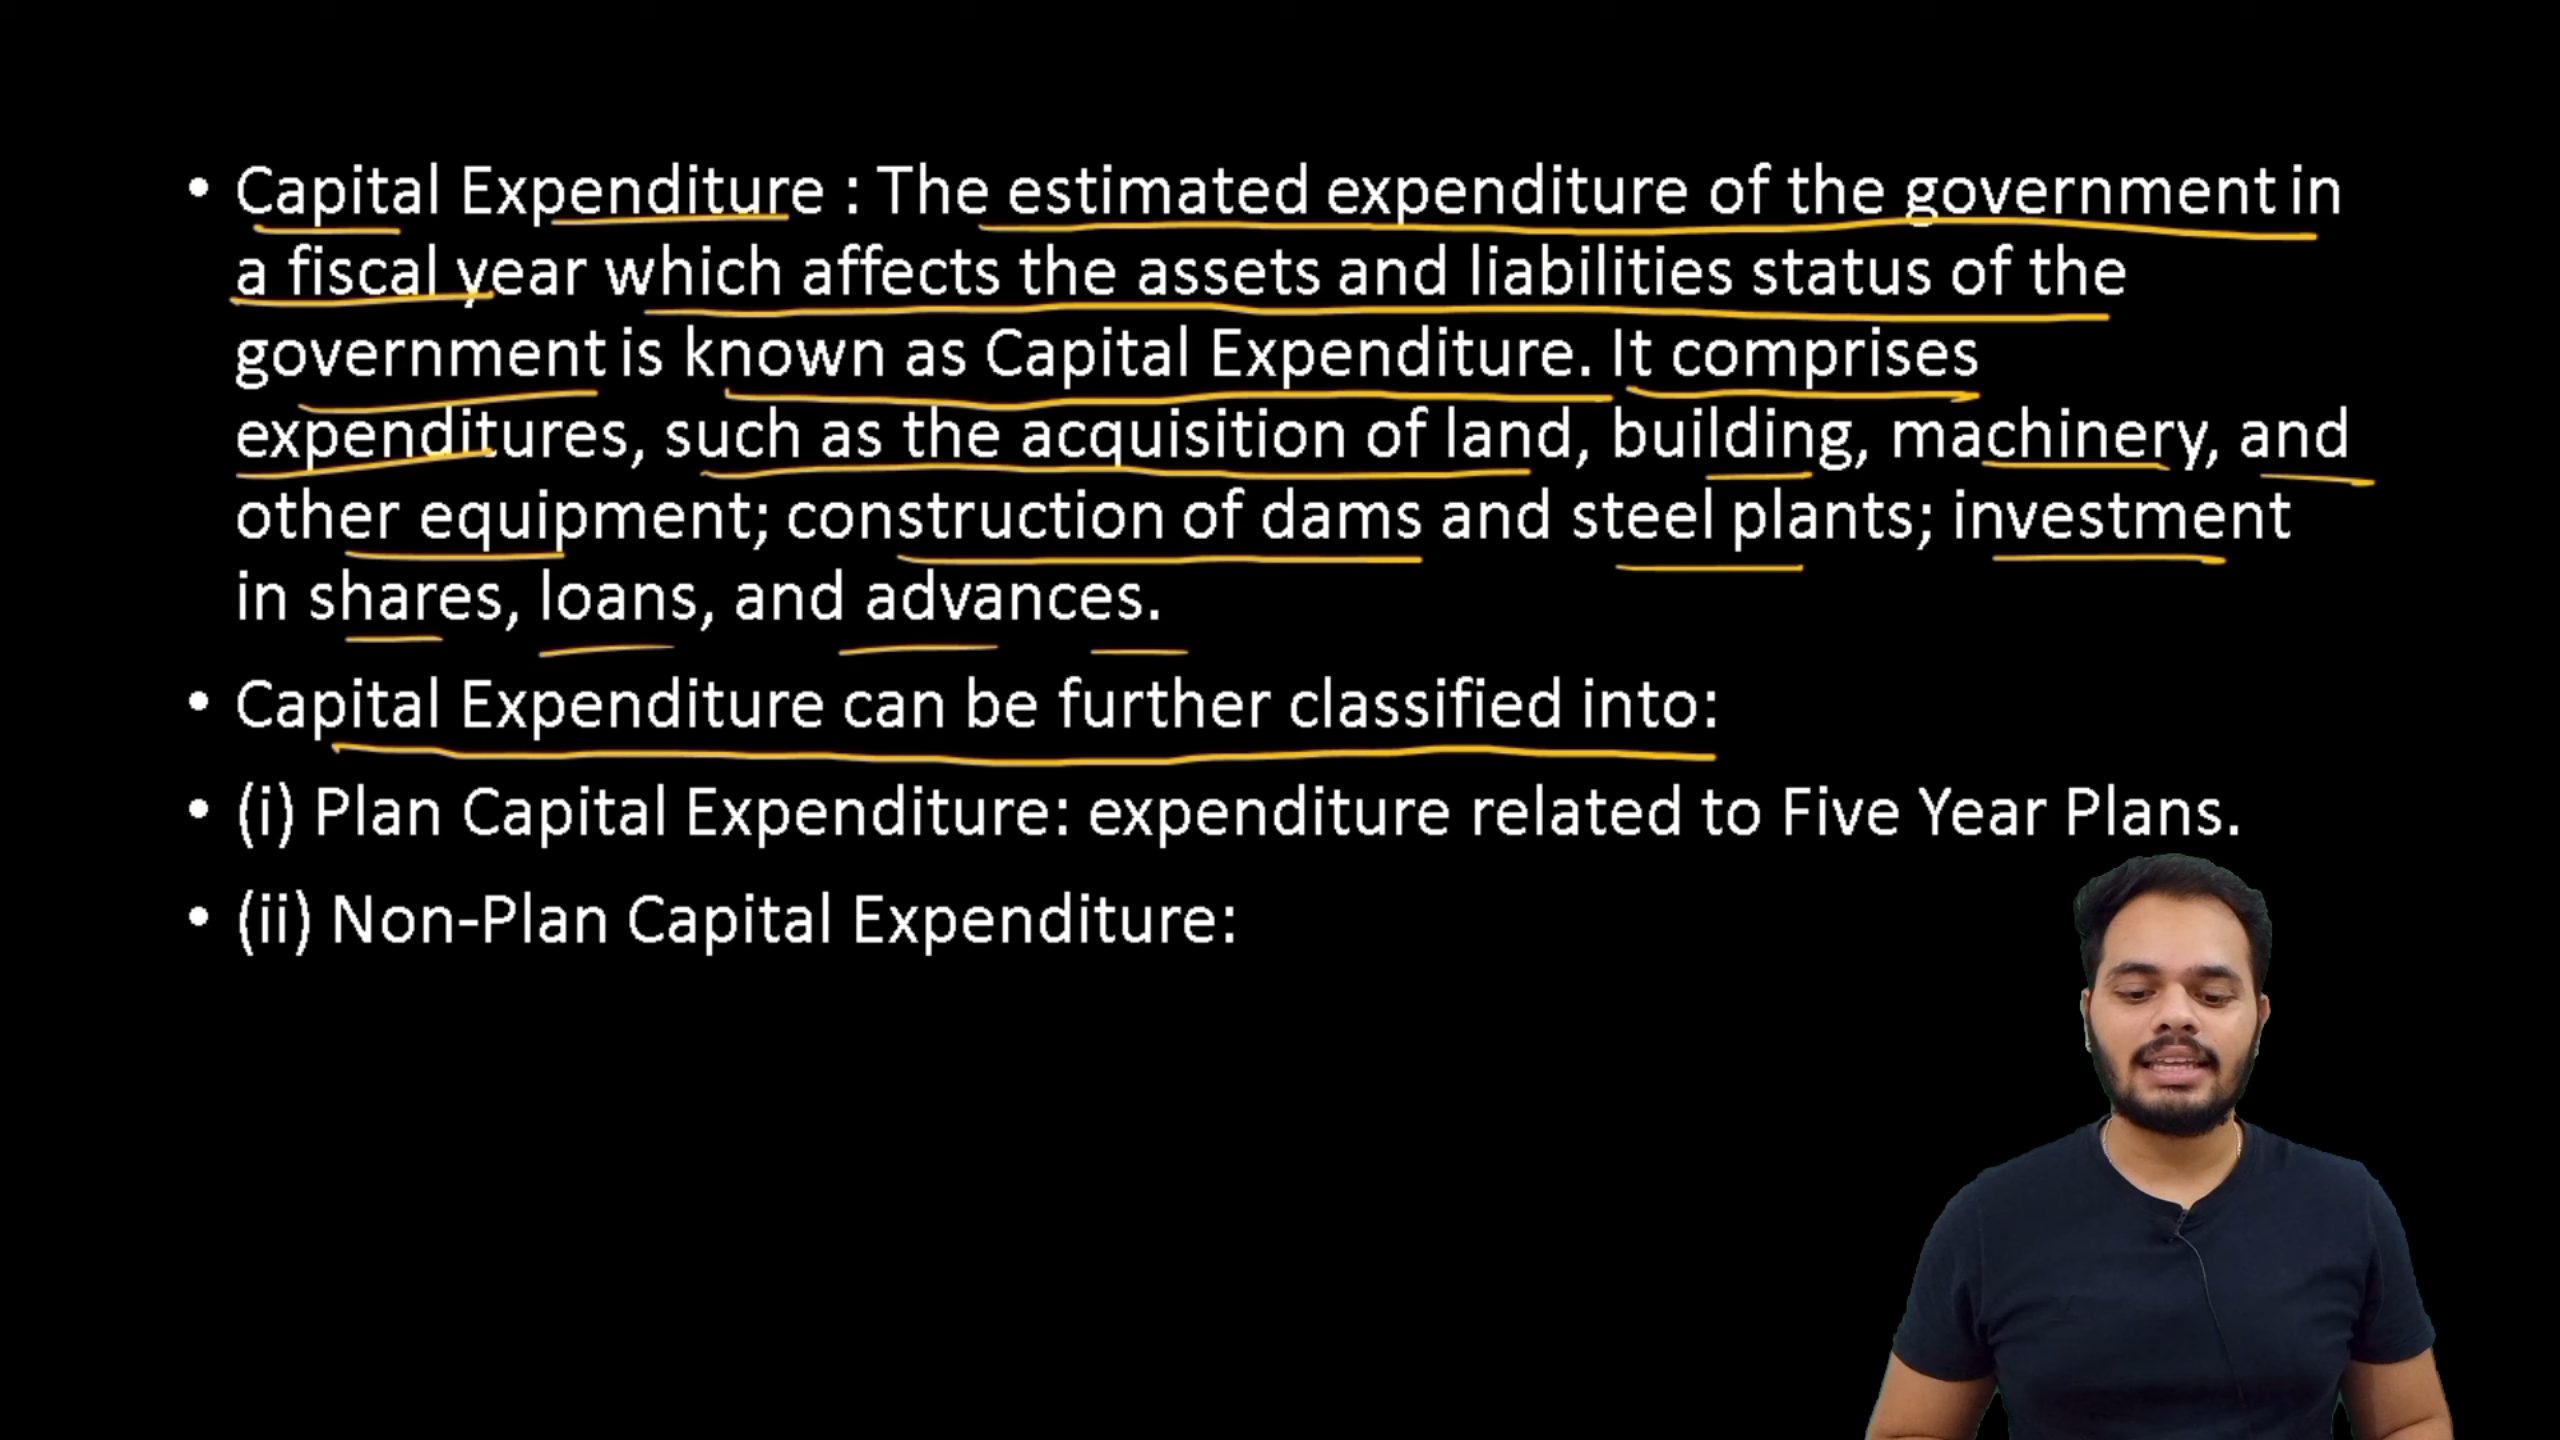 • Capital Expenditure : The estimated expenditure of the government in
a fiscal year which affects the assets and liabilities status of the
government is known as Capital Expenditure. It comprises
expenditures, such as the acquisition of land, building, machinery, and
other equipment; construction of dams and steel plants; investment
in shares, loans, and advances.
• Capital Expenditure can be further classified into:
• (i) Plan Capital Expenditure: expenditure related to Five Year Plans.
• (ii) Non-Plan Capital Expenditure: